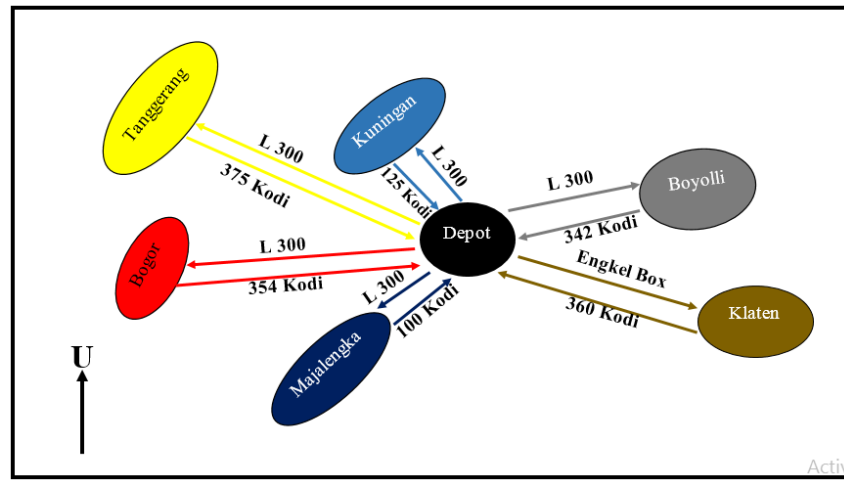 Tanggerang
L 300
375 Kodi
Kuningan
L 300
125 Kodi
Boyolli
L 300
342 Kodi
Depot
Bogor
L 300
354 Kodi
Engkel Box
360 Kodi
Klaten
L 300
100 Kodi
Majalengka
U
Activ